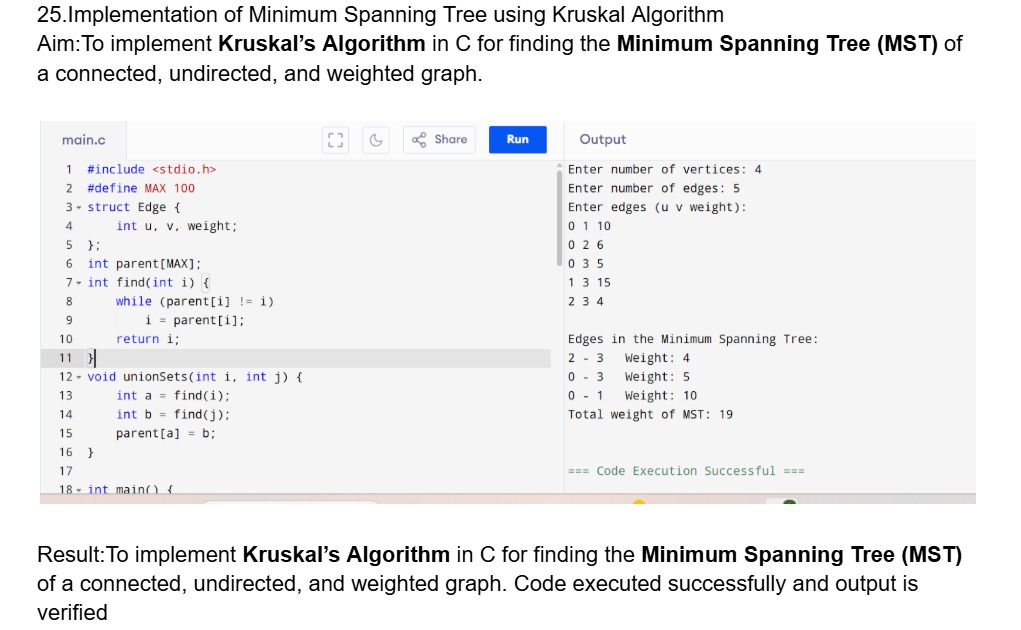 25.Implementation of Minimum Spanning Tree using Kruskal Algorithm
Aim:To implement Kruskal's Algorithm in C for finding the Minimum Spanning Tree (MST) of
a connected, undirected, and weighted graph.
main.c
Share
Run
Output
1 #include <stdio.h>
2 #define MAX 100
3 struct Edge {
4 int u, v, weight;
5 };
6 int parent[MAX];
7 int find(int i) {
8 while (parent[i] != i)
9 i = parent[i];
10 return i;
11 }
12 void unionSets(int i, int j) {
13 int a = find(i);
14 int b = find(j);
15 parent[a] = b;
16 }
17
18 int main() {
Enter number of vertices: 4
Enter number of edges: 5
Enter edges (u v weight):
0 1 10
0 2 6
0 3 5
1 3 15
2 3 4
Edges in the Minimum Spanning Tree:
2 - 3 Weight: 4
0 - 3 Weight: 5
0 - 1 Weight: 10
Total weight of MST: 19
=== Code Execution Successful ===
Result:To implement Kruskal's Algorithm in C for finding the Minimum Spanning Tree (MST)
of a connected, undirected, and weighted graph. Code executed successfully and output is
verified